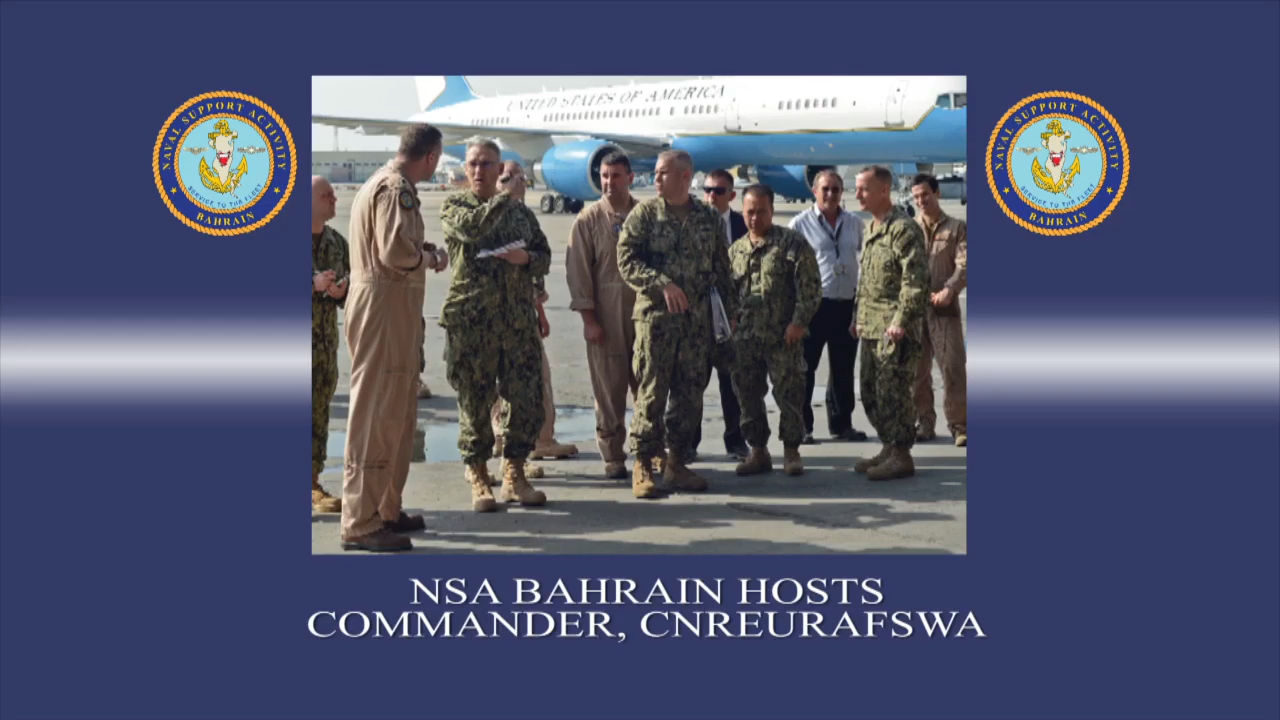 NAVAL SUPPORT ACTIVITY
SERVICE TO THE FLEET
BAHRAIN
UNITED STATES OF AMERICA
NAVAL SUPPORT ACTIVITY
SERVICE TO THE FLEET
BAHRAIN
NSA BAHRAIN HOSTS
COMMANDER, CNREURAFSWA